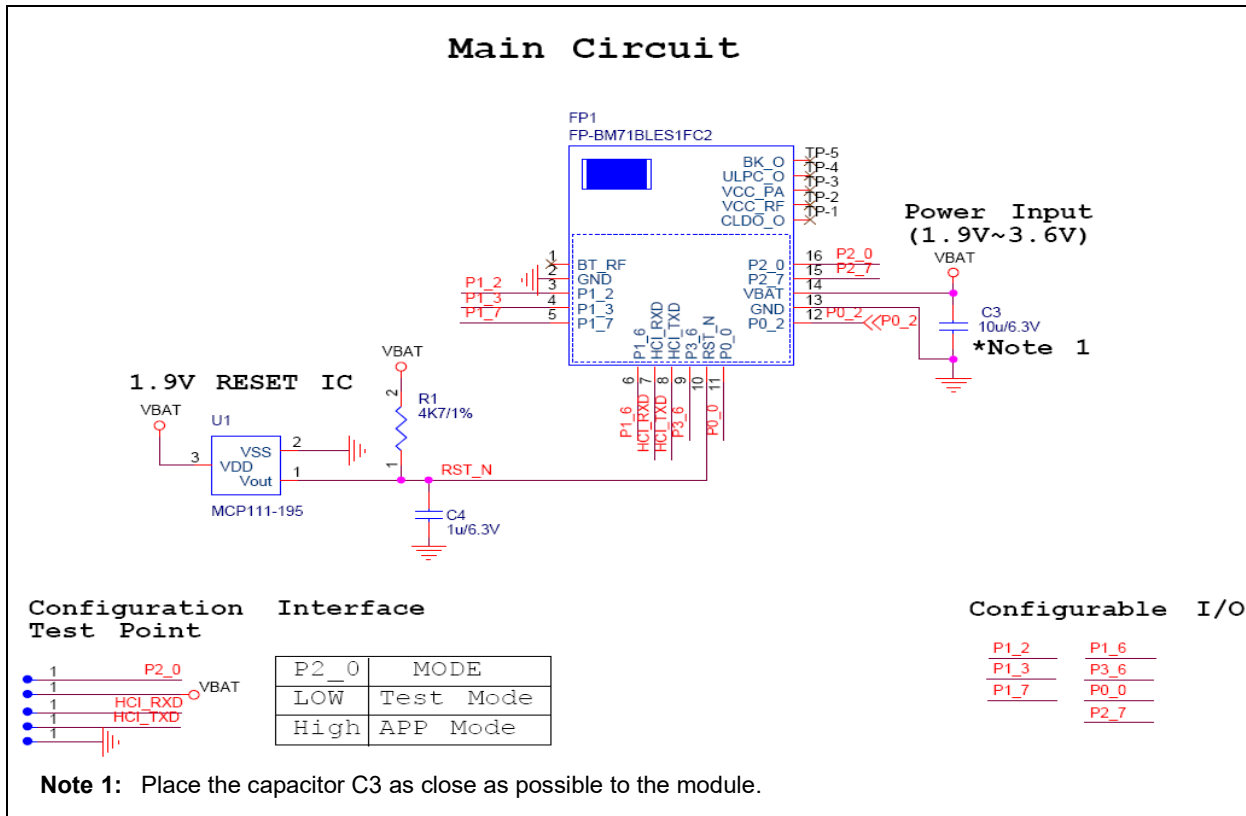 Main Circuit
FP1
FP-BM71BLES1FC2
BK_O TP-5
ULPC_O TP-4
VCC_PA TP-3
VCC_RF TP-2
CLDO_O TP-1
Power Input
(1.9V~3.6V)
VBAT
1 BT_RF
2 GND
P1_2 3 P1_2
P1_3 4 P1_3
P1_7 5 P1_7
P2_0 16 P2_0
P2_7 15 P2_7
VBAT 14
GND 13
P0_2 12 P0_2 P0_2
C3
10u/6.3V
*Note 1
P1_6 HCI_RXD HCI_TXD P3_6 RST_N P0_0
6 7 8 9 10 11
P1_6 HCI_RXD HCI_TXD P3_6 P0_0
VBAT
1.9V RESET IC
VBAT
2
R1
4K7/1%
1
U1
VSS 2
3 VDD
Vout 1
RST_N
MCP111-195
C4
1u/6.3V
Configuration Interface
Test Point
1 P2_0
1 VBAT
1 HCI_RXD
1 HCI_TXD
1
P2_0 MODE
LOW Test Mode
High APP Mode
Configurable I/O
P1_2 P1_6
P1_3 P3_6
P1_7 P0_0
P2_7
Note 1: Place the capacitor C3 as close as possible to the module.